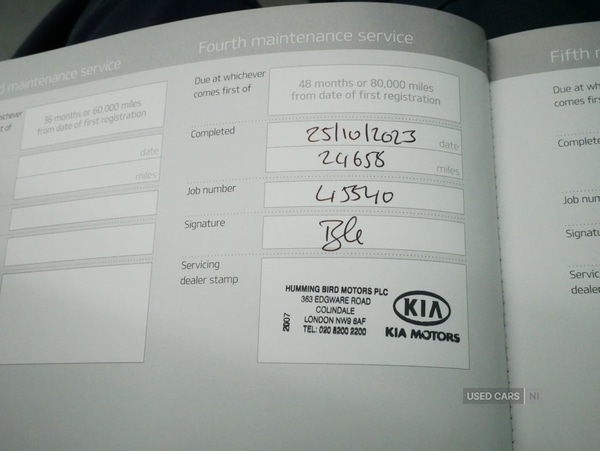 d maintenance service
36 months or 60,000 miles
from date of first registration
date
miles
Fourth maintenance service
Due at whichever
comes first of
48 months or 80,000 miles
from date of first registration
Completed
25/10/2023
date
24658
miles
Job number
45540
Signature
Servicing
dealer stamp
2007
HUMMING BIRD MOTORS PLC
363 EDGWARE ROAD
COLINDALE
LONDON NW9 6AF
TEL: 020 8200 2200
KIA
KIA MOTORS
Fifth
Due at wh
comes firs
Complete
Job num
Signatu
Servic
dealer
USED CARS NI